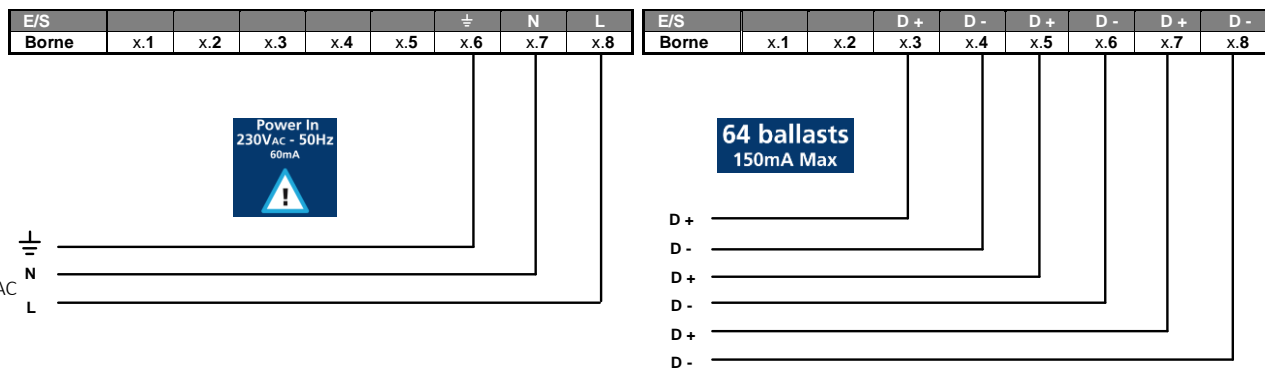 E/S ⏚ N L
Borne x.1 x.2 x.3 x.4 x.5 x.6 x.7 x.8
Power In
230VAC - 50Hz
60mA
!
⏚
N
AC
L
E/S D + D - D + D - D + D -
Borne x.1 x.2 x.3 x.4 x.5 x.6 x.7 x.8
64 ballasts
150mA Max
D +
D -
D +
D -
D +
D -